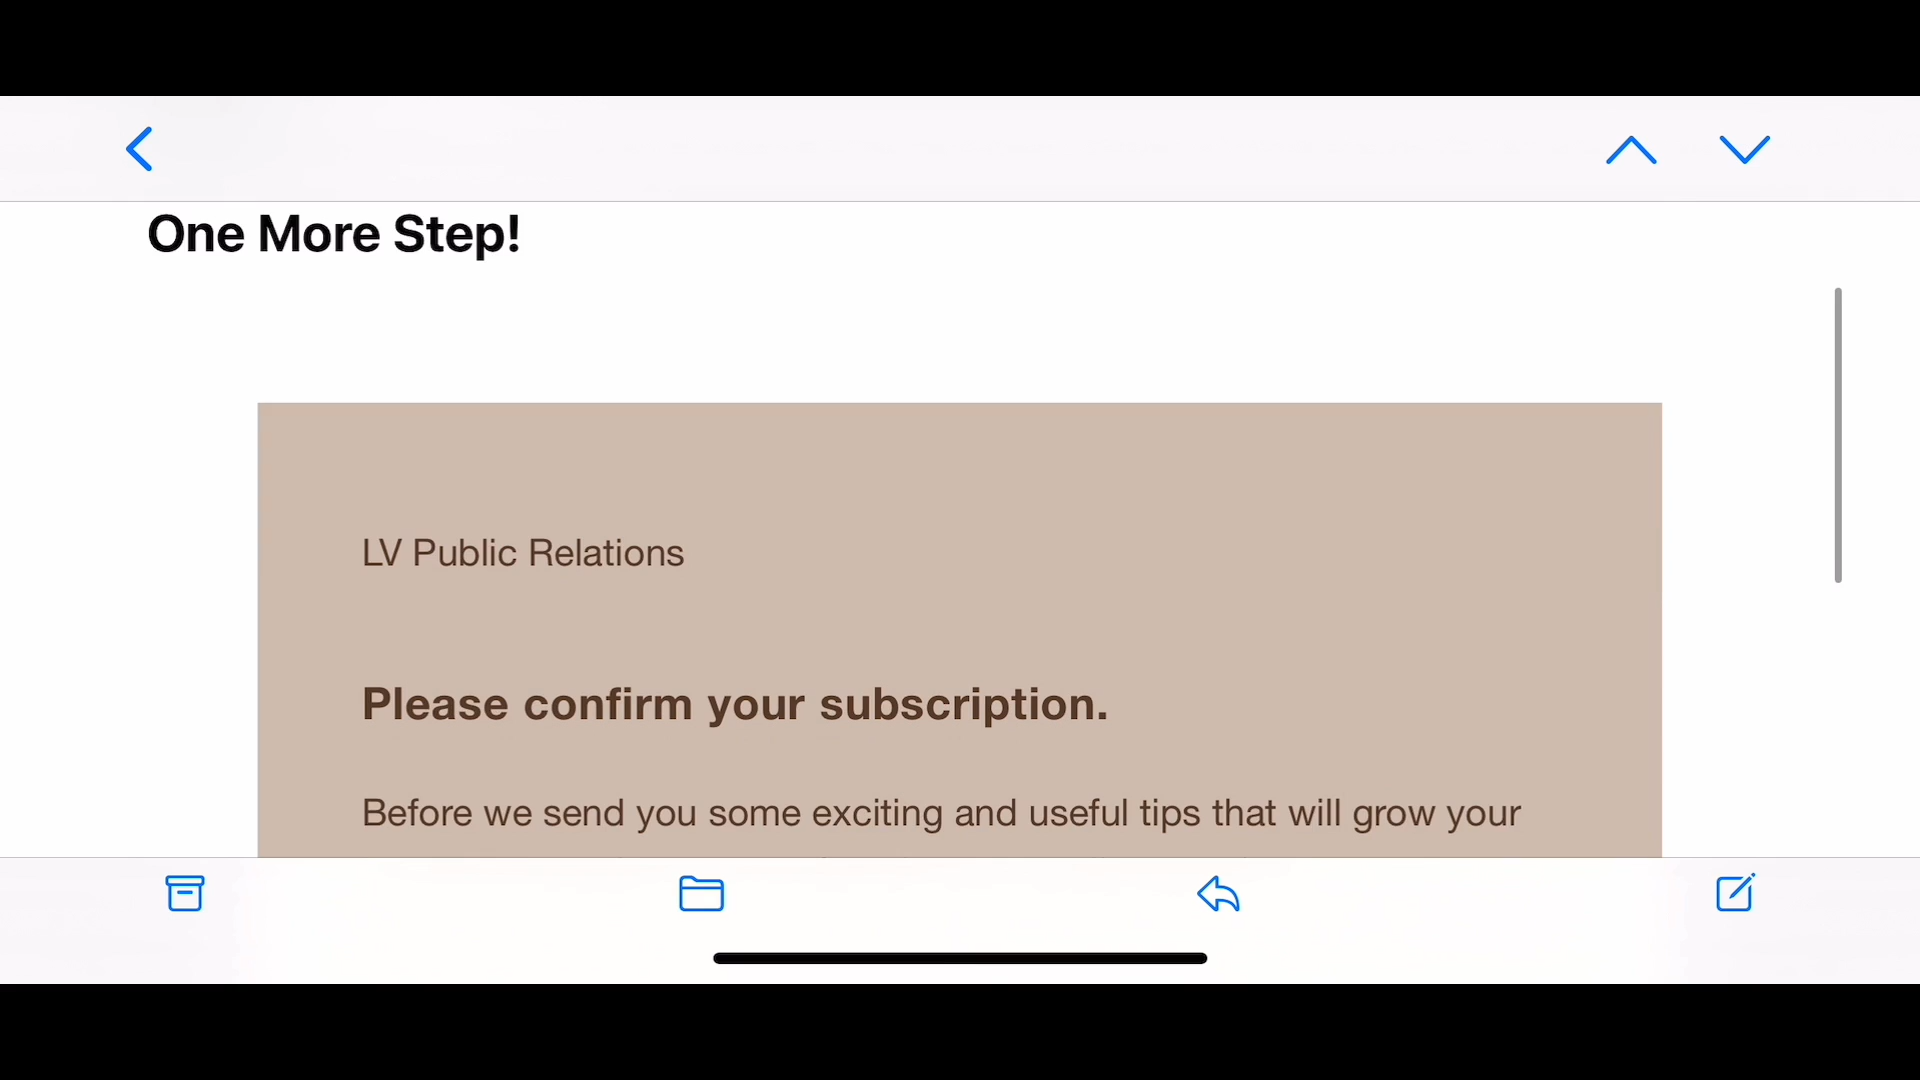 One More Step!
LV Public Relations
Please confirm your subscription.
Before we send you some exciting and useful tips that will grow your